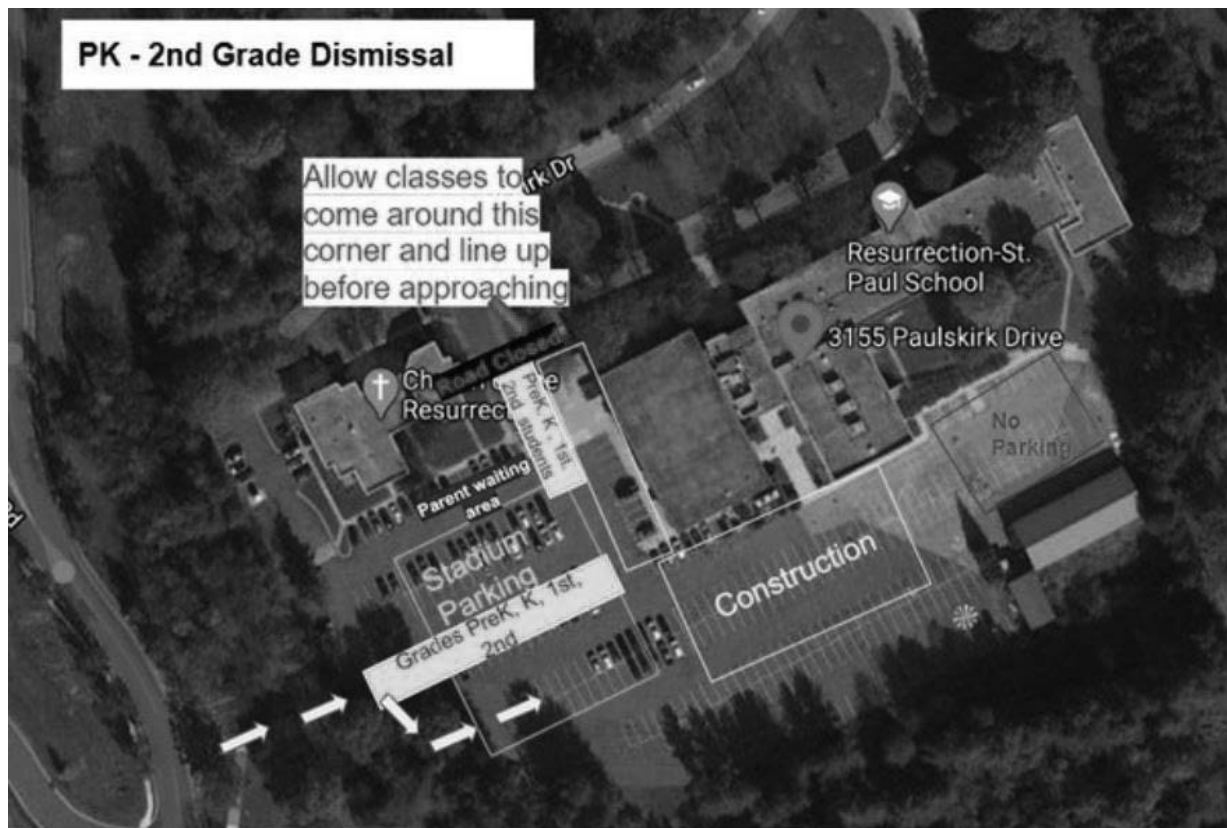 PK - 2nd Grade Dismissal
Allow classes to
come around this
corner and line up
before approaching
rk Dr
Resurrection-St.
Paul School
3155 Paulskirk Drive
Road Closed
Ch
e
Resurrec
PreK, K, 1st,
2nd students
No
Parking
Parent waiting
area
Stadium
Parking
Construction
Grades PreK, K, 1st,
2nd